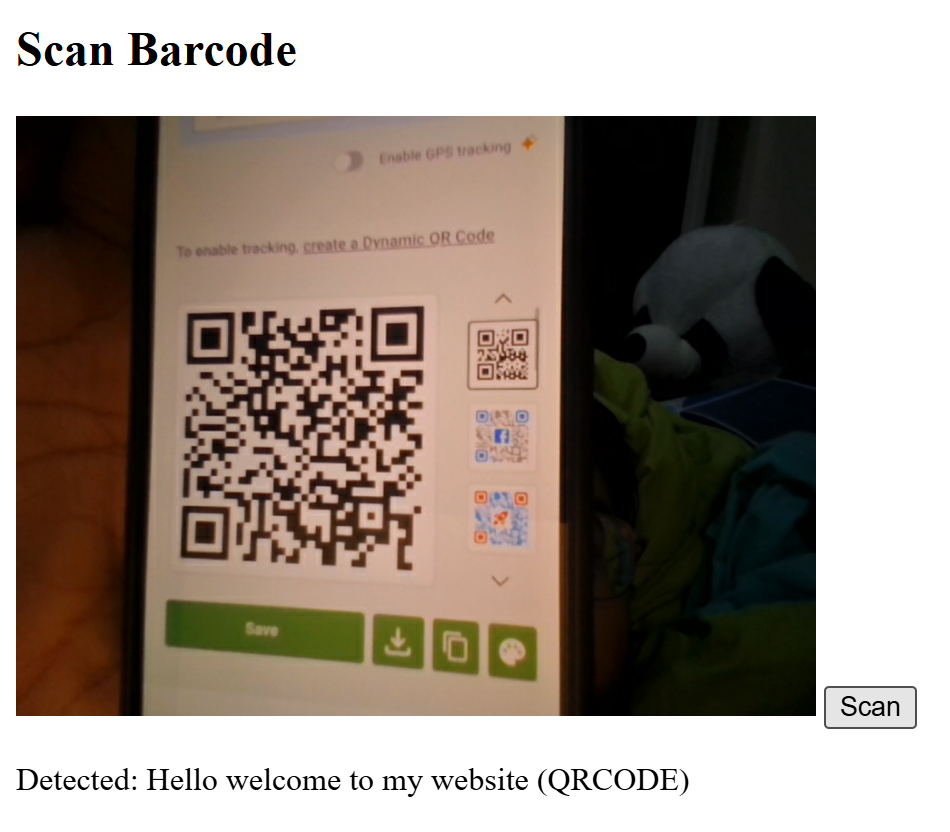 Scan Barcode
Enable GPS tracking
To enable tracking, create a Dynamic QR Code
Save
Scan
Detected: Hello welcome to my website (QRCODE)